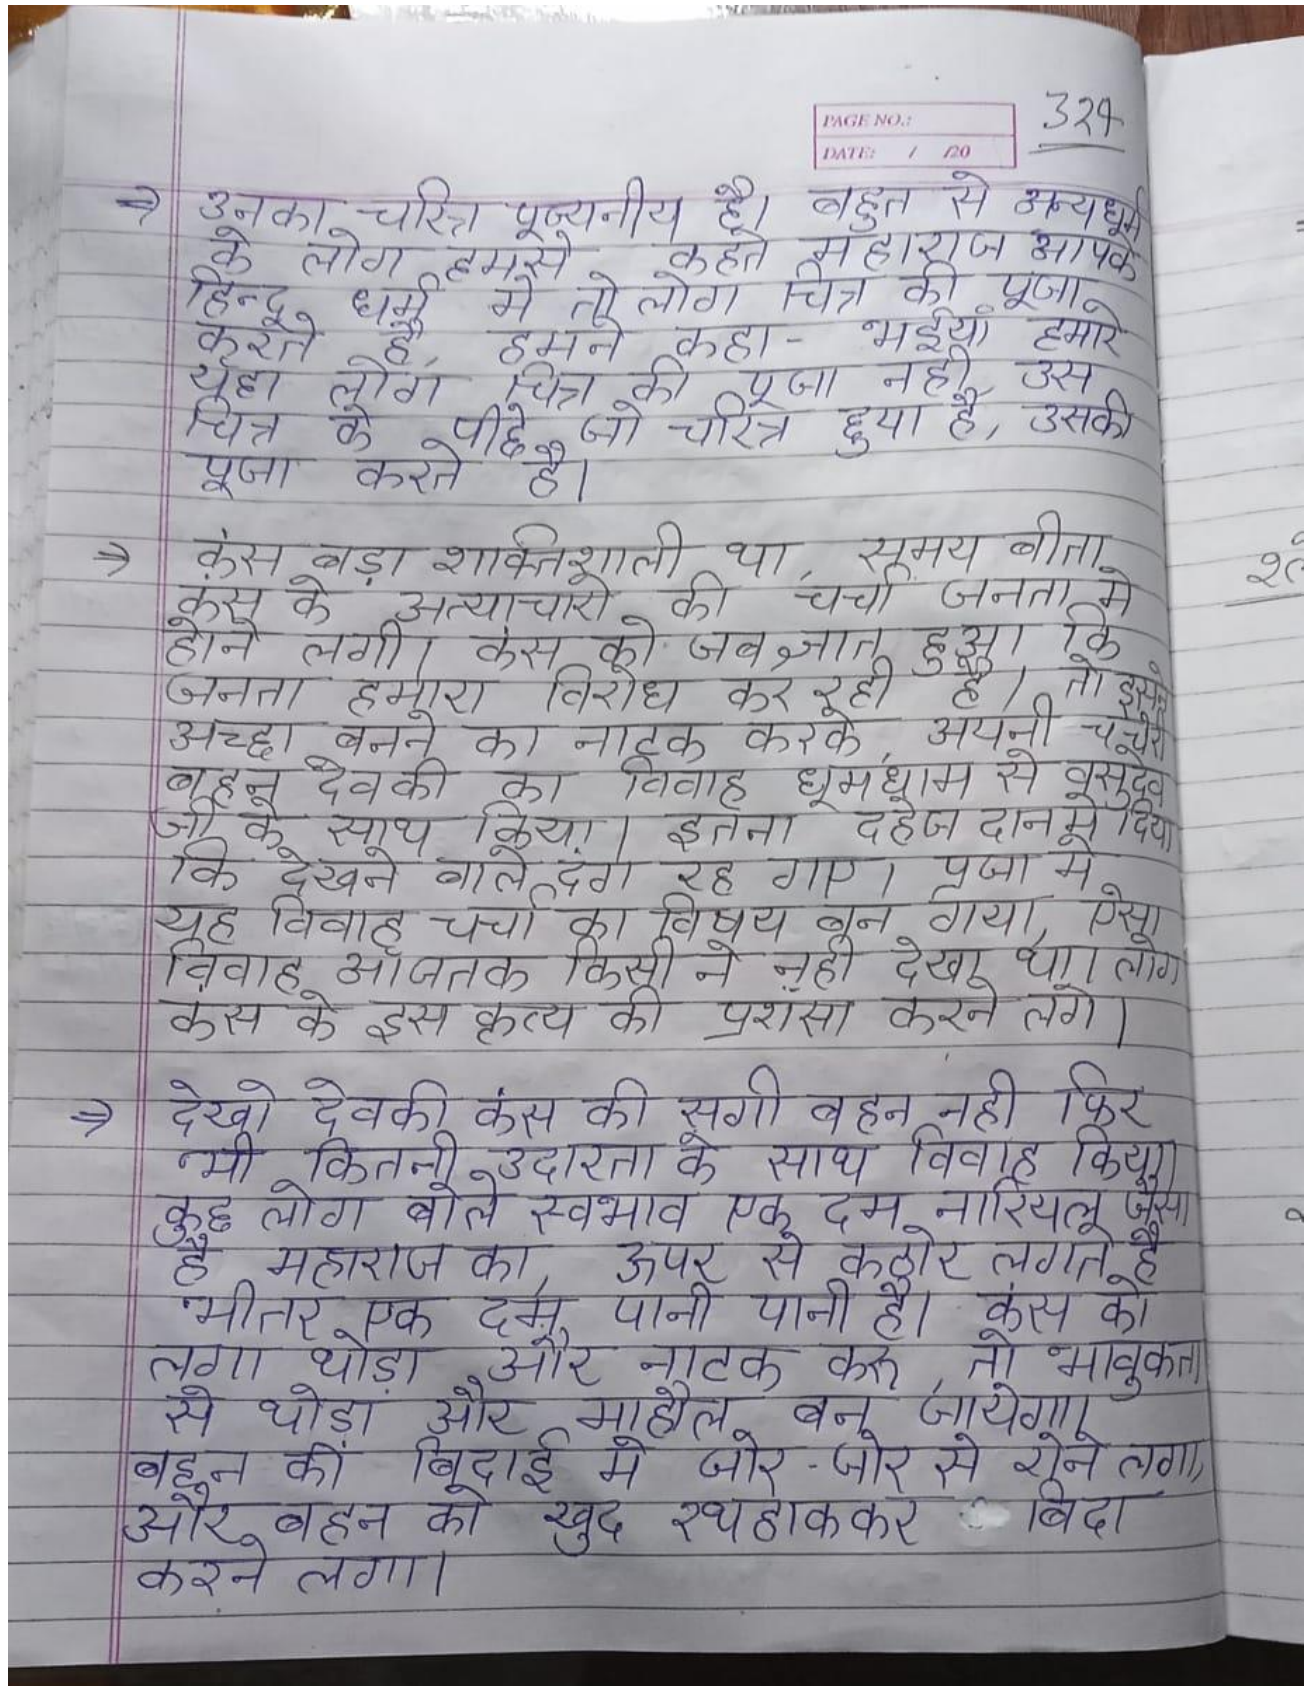 PAGE NO.:
DATE: / /20
324
⇒ उनका चरित्र पूज्यनीय है। बहुत से अन्यधर्म
के लोग हमसे कहते महाराज आपके
हिन्दू धर्म मे तो लोग चित्र की पूजा
करते है, हमने कहा - भईयां हमारे
यहा लोग चित्र की पूजा नही, उस
चित्र के पीछे जो चरित्र हुया है, उसकी
पूजा करते है।
⇒ कंस बड़ा शक्तिशाली था, समय बीता
कंस के अत्याचारो की चर्चा जनता मे
होने लगी। कंस को जब ज्ञात हुआ कि
जनता हमारा विरोध कर रही है। तो इसने
अच्छा बनने का नाटक करके, अपनी चचेरी
बहन देवकी का विवाह धूमधाम से वसुदेव
जी के साथ किया। इतना दहेज दान मे दिया
कि देखने वाले दंग रह गए। प्रजा मे
यह विवाह चर्चा का विषय बन गया, ऐसा
विवाह आजतक किसी ने नही देखा था। लोग
कंस के इस कृत्य की प्रशंसा करने लगे।
⇒ देखो देवकी कंस की सगी बहन नही फिर
भी कितनी उदारता के साथ विवाह किया।
कुछ लोग बोले स्वभाव एक दम नारियल जैसा
है महाराज का, ऊपर से कठोर लगते है
भीतर एक दम पानी पानी है। कंस को
लगा थोड़ा और नाटक करू, तो भावुकता
से थोड़ा और माहौल बन जायेगा।
बहन की बिदाई मे जोर-जोर से रोने लगा,
और बहन को खुद रथ हाककर बिदा
करने लगा।